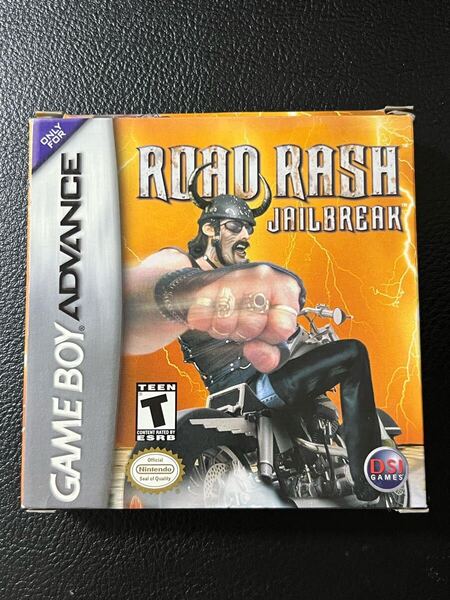 ONLY
FOR
GAME BOY ADVANCE
ROAD RASH
JAILBREAK™
TEEN
T
CONTENT RATED BY
ESRB
Official
Nintendo
Seal of Quality
DSI
GAMES